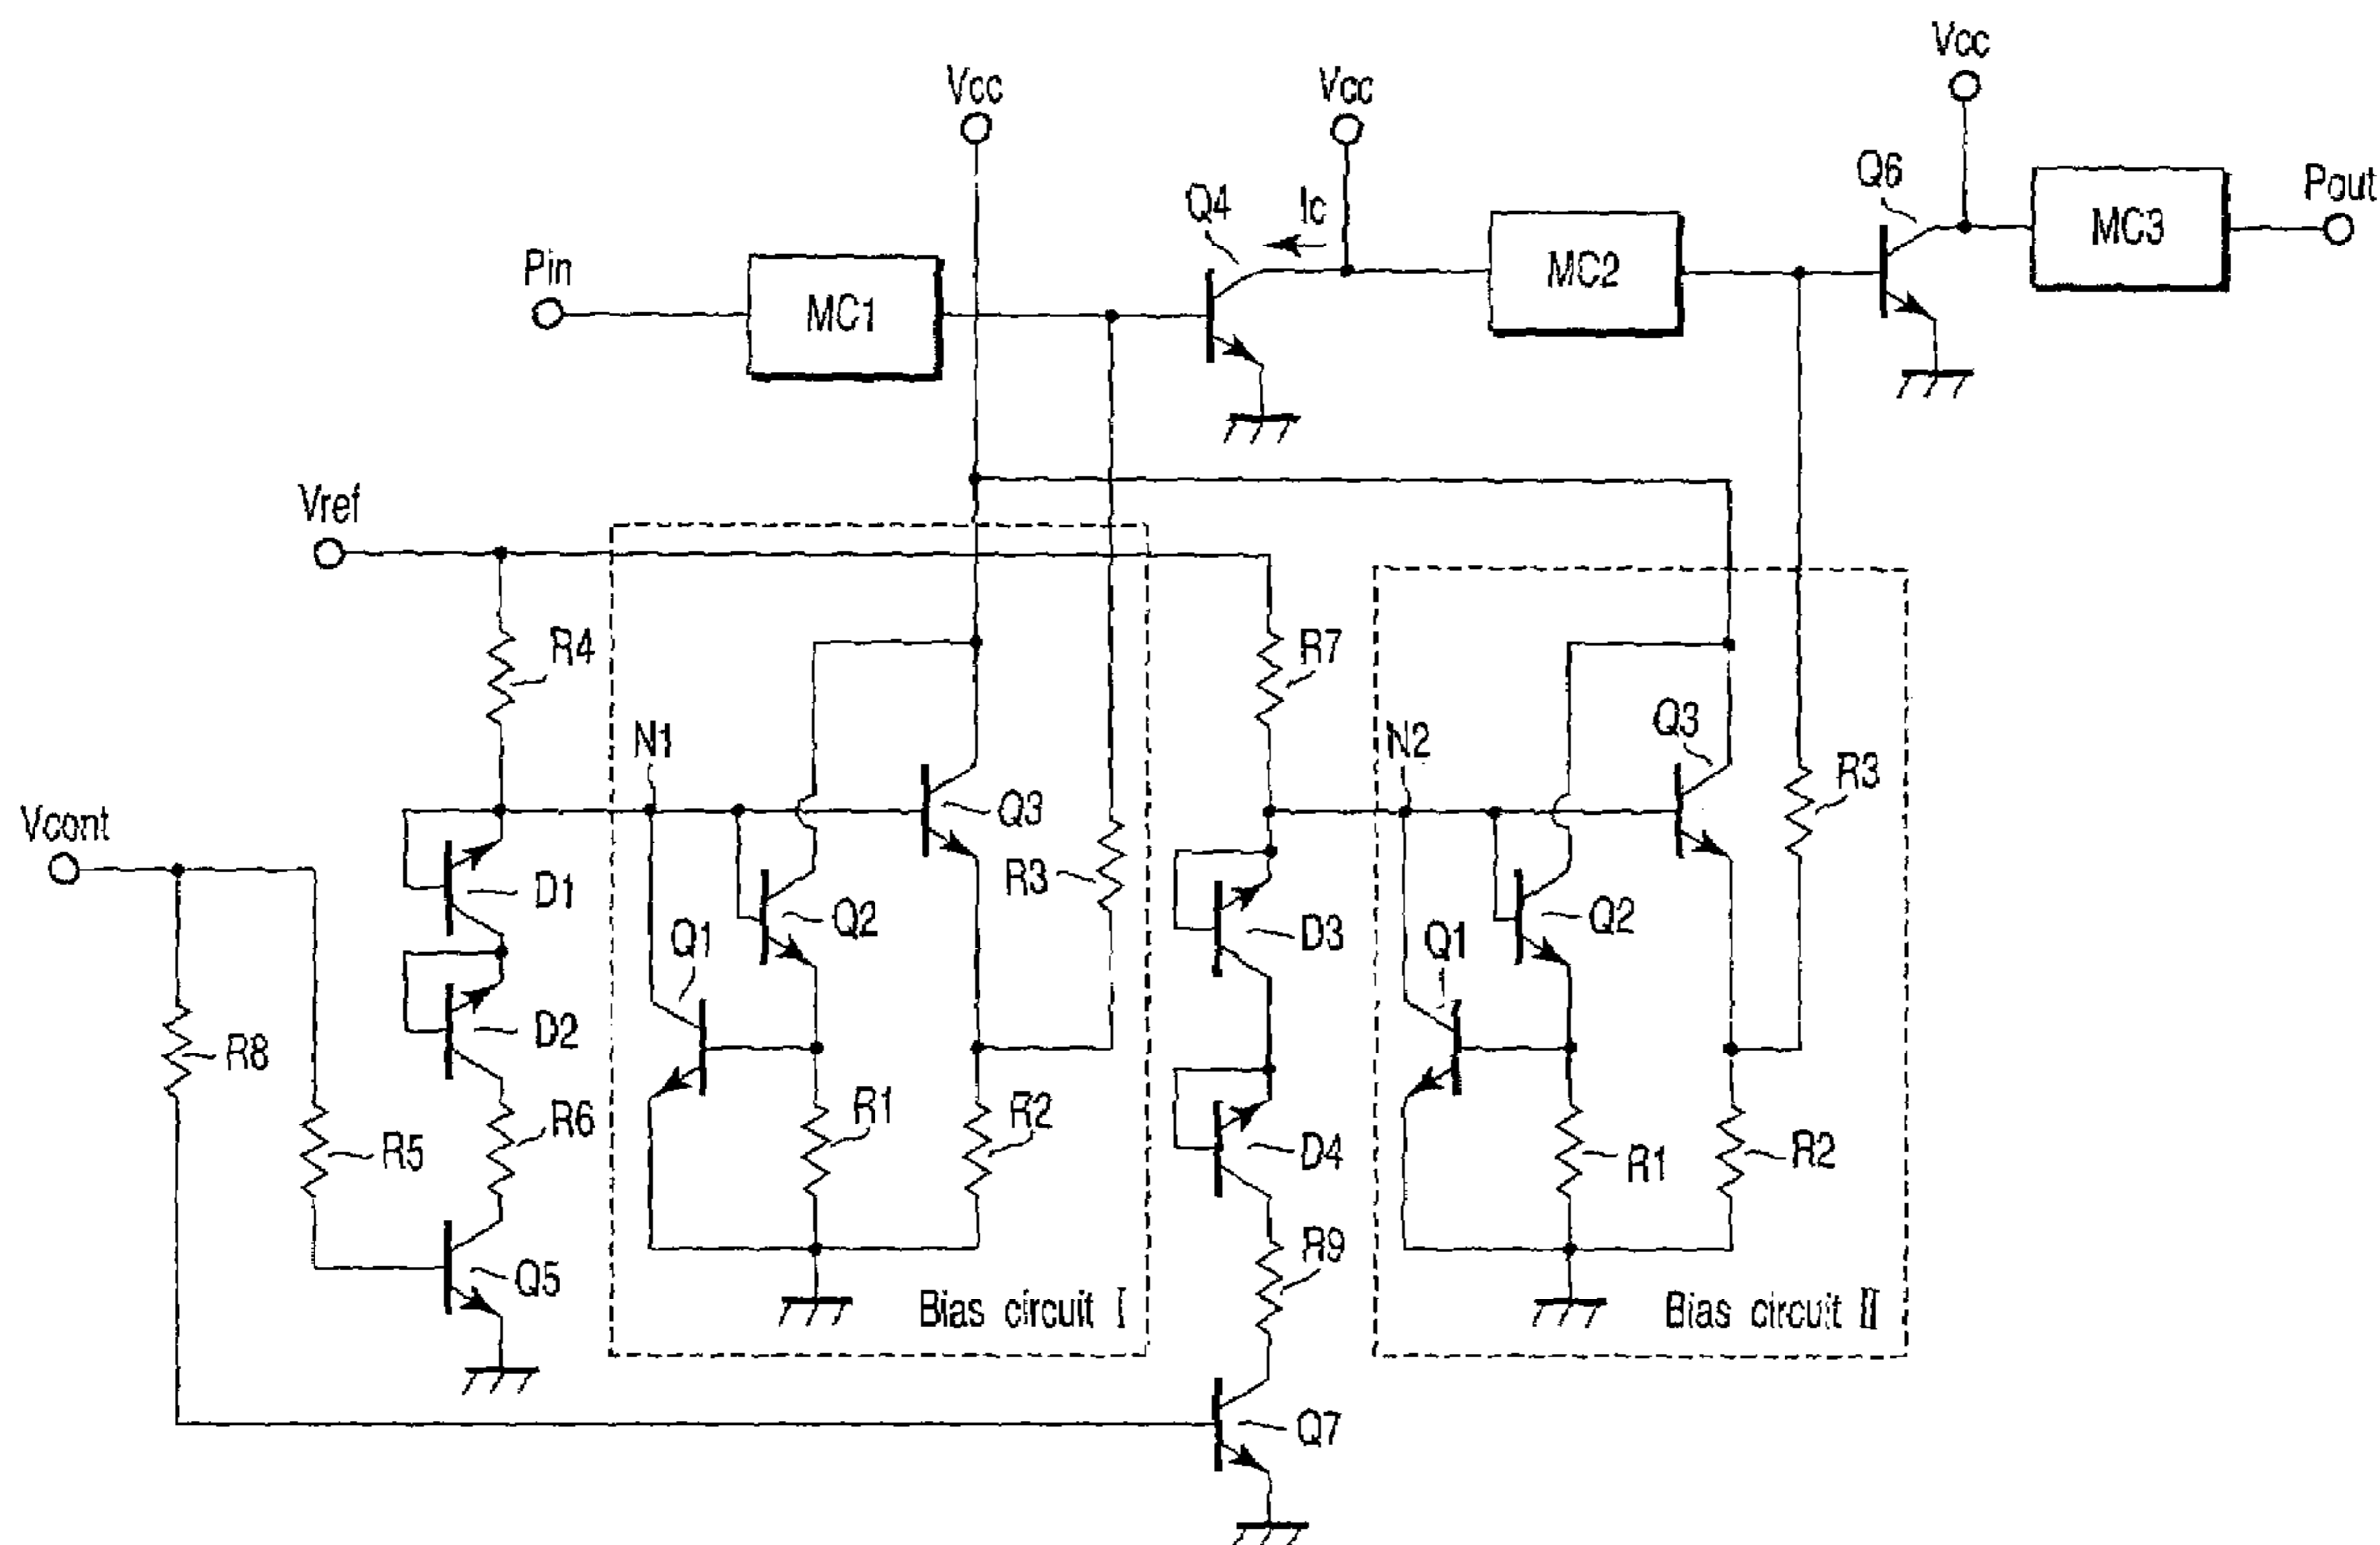 Vcc
Vcc
Vcc
Q4
Ic
Q6
Pout
MC3
Pin
MC1
MC2
Vref
R4
R7
N1
N2
Q3
Q3
R3
Vcont
D1
Q2
R3
D3
Q2
Q1
Q1
D2
R8
R5
R6
R1
R2
D4
R1
R2
R9
Q5
Bias circuit I
Bias circuit II
Q7